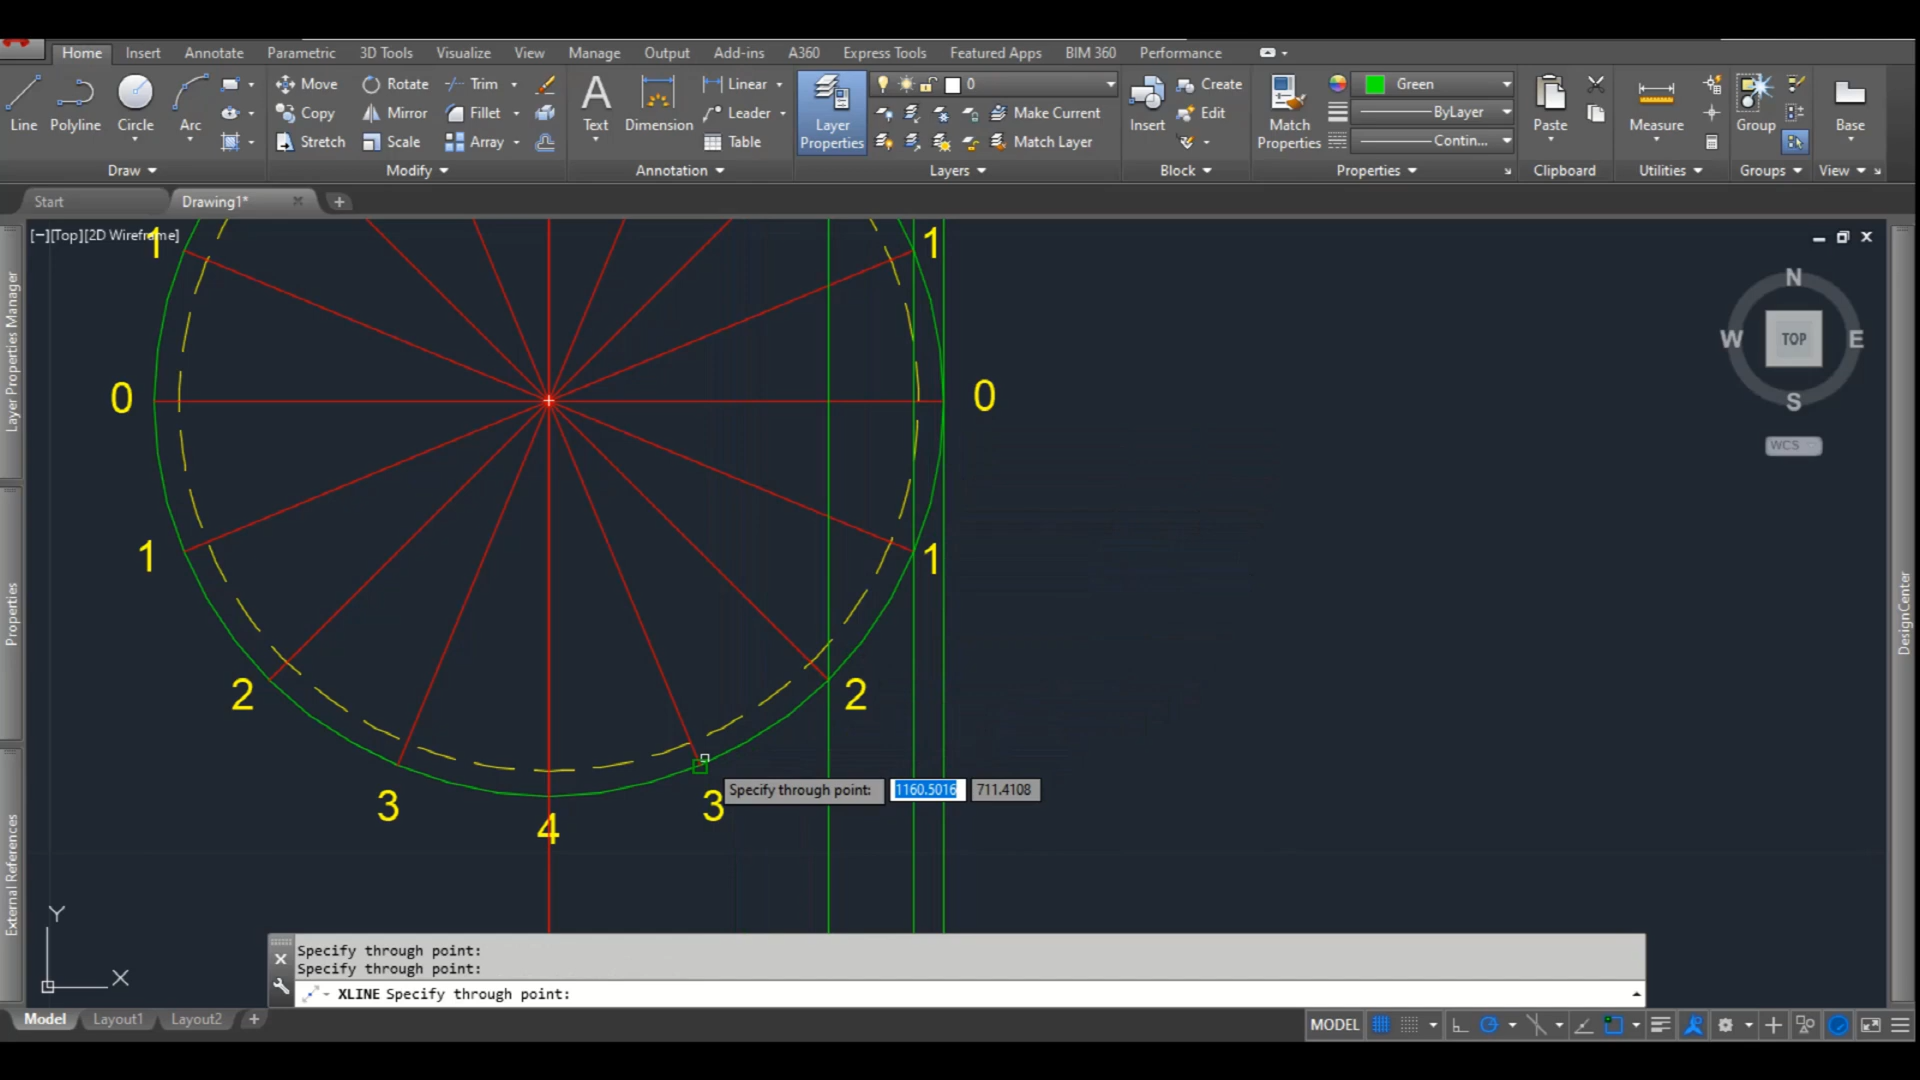 Home Insert Annotate Parametric 3D Tools Visualize View Manage Output Add-ins A360 Express Tools Featured Apps BIM 360 Performance
Line Polyline Circle Arc
Move Rotate Trim
Copy Mirror Fillet
Stretch Scale Array
Text Dimension
Linear
Leader
Table
Layer Properties
0
Make Current
Match Layer
Insert
Create
Edit
Match Properties
Green
ByLayer
Contin...
Paste
Measure
Group
Base
Draw Modify Annotation Layers Block Properties Clipboard Utilities Groups View
Start Drawing1*
[−][Top][2D Wireframe]
Layer Properties Manager
Properties
External References
DesignCenter
N
W TOP E
S
WCS
1 1
0 0
1 1
2 2
3 3
4
Specify through point: 1160.5016 711.4108
Y
X
Specify through point:
Specify through point:
XLINE Specify through point:
Model Layout1 Layout2
MODEL